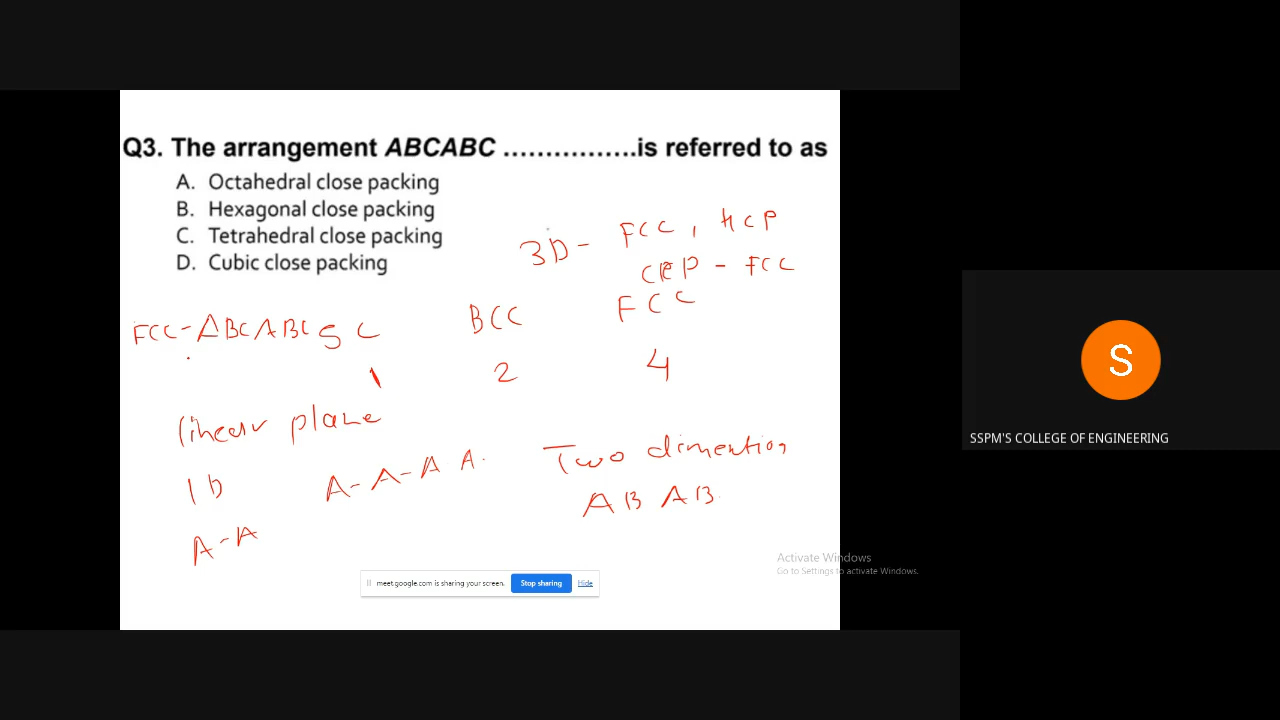 Q3. The arrangement ABCABC ……………..is referred to as
A. Octahedral close packing
B. Hexagonal close packing
C. Tetrahedral close packing
D. Cubic close packing
3D - FCC, HCP
CCP - FCC
FCC - ABCABC SC BCC FCC
1 2 4
linear plane
1D A-A-A A.
A-A
Two dimention
AB AB
S
SSPM'S COLLEGE OF ENGINEERING
Activate Windows
Go to Settings to activate Windows.
meet.google.com is sharing your screen. Stop sharing Hide